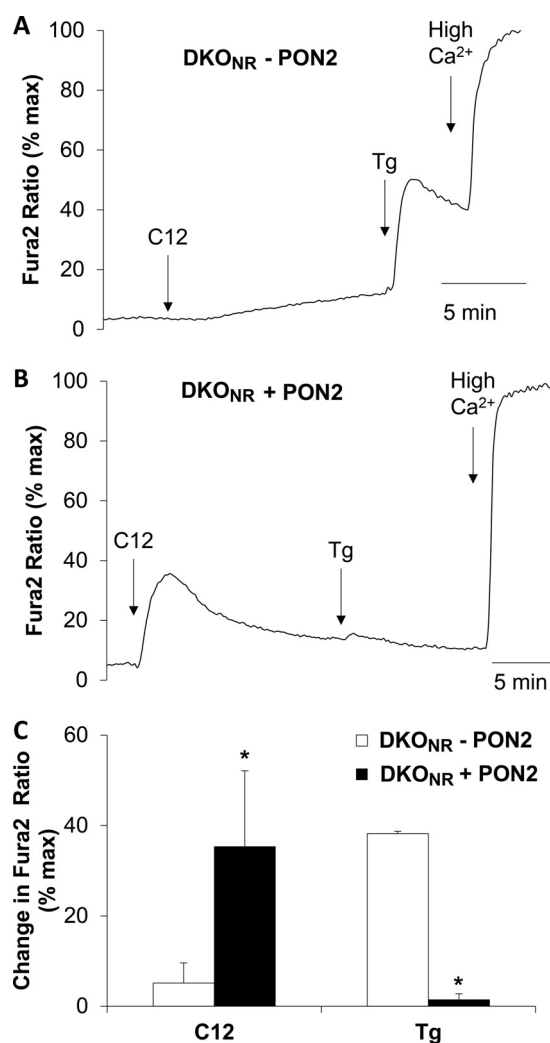 A
DKO_NR - PON2
High
Ca²⁺
Tg
C12
Fura2 Ratio (% max)
100
80
60
40
20
0
5 min
B
DKO_NR + PON2
High
Ca²⁺
C12
Tg
Fura2 Ratio (% max)
100
80
60
40
20
0
5 min
C
DKO_NR - PON2
DKO_NR + PON2
Change in Fura2 Ratio
(% max)
60
40
20
0
*
*
C12
Tg